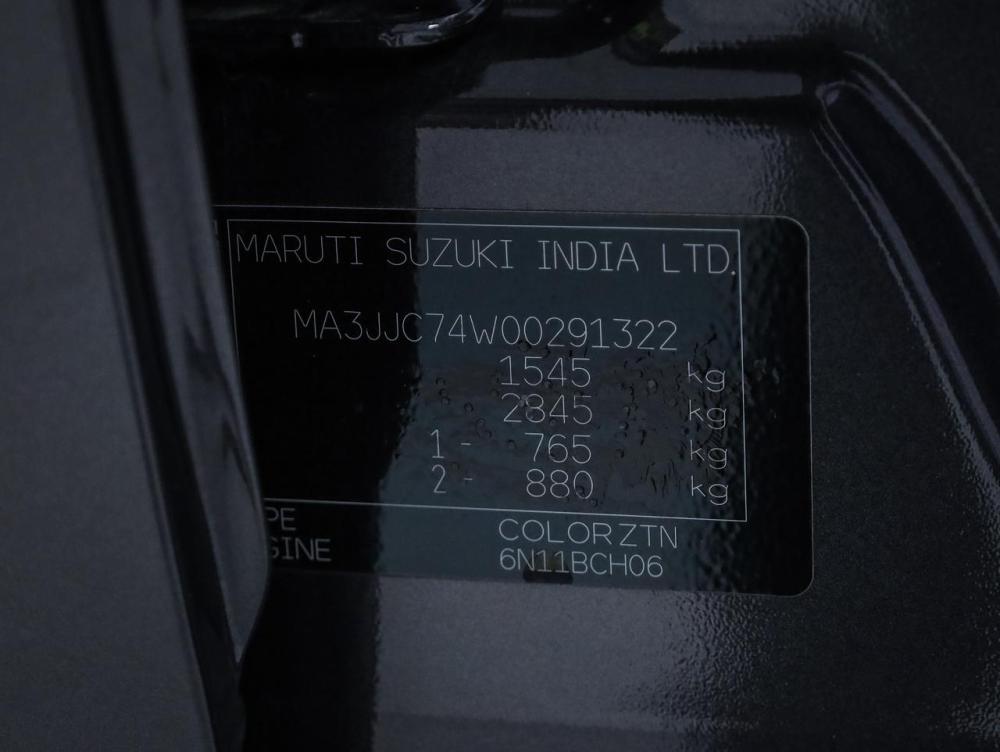 MARUTI SUZUKI INDIA LTD.
MA3JJC74W00291322
1545 kg
2845 kg
1 - 765 kg
2 - 880 kg
PE COLOR ZTN
GINE 6N11BCH06